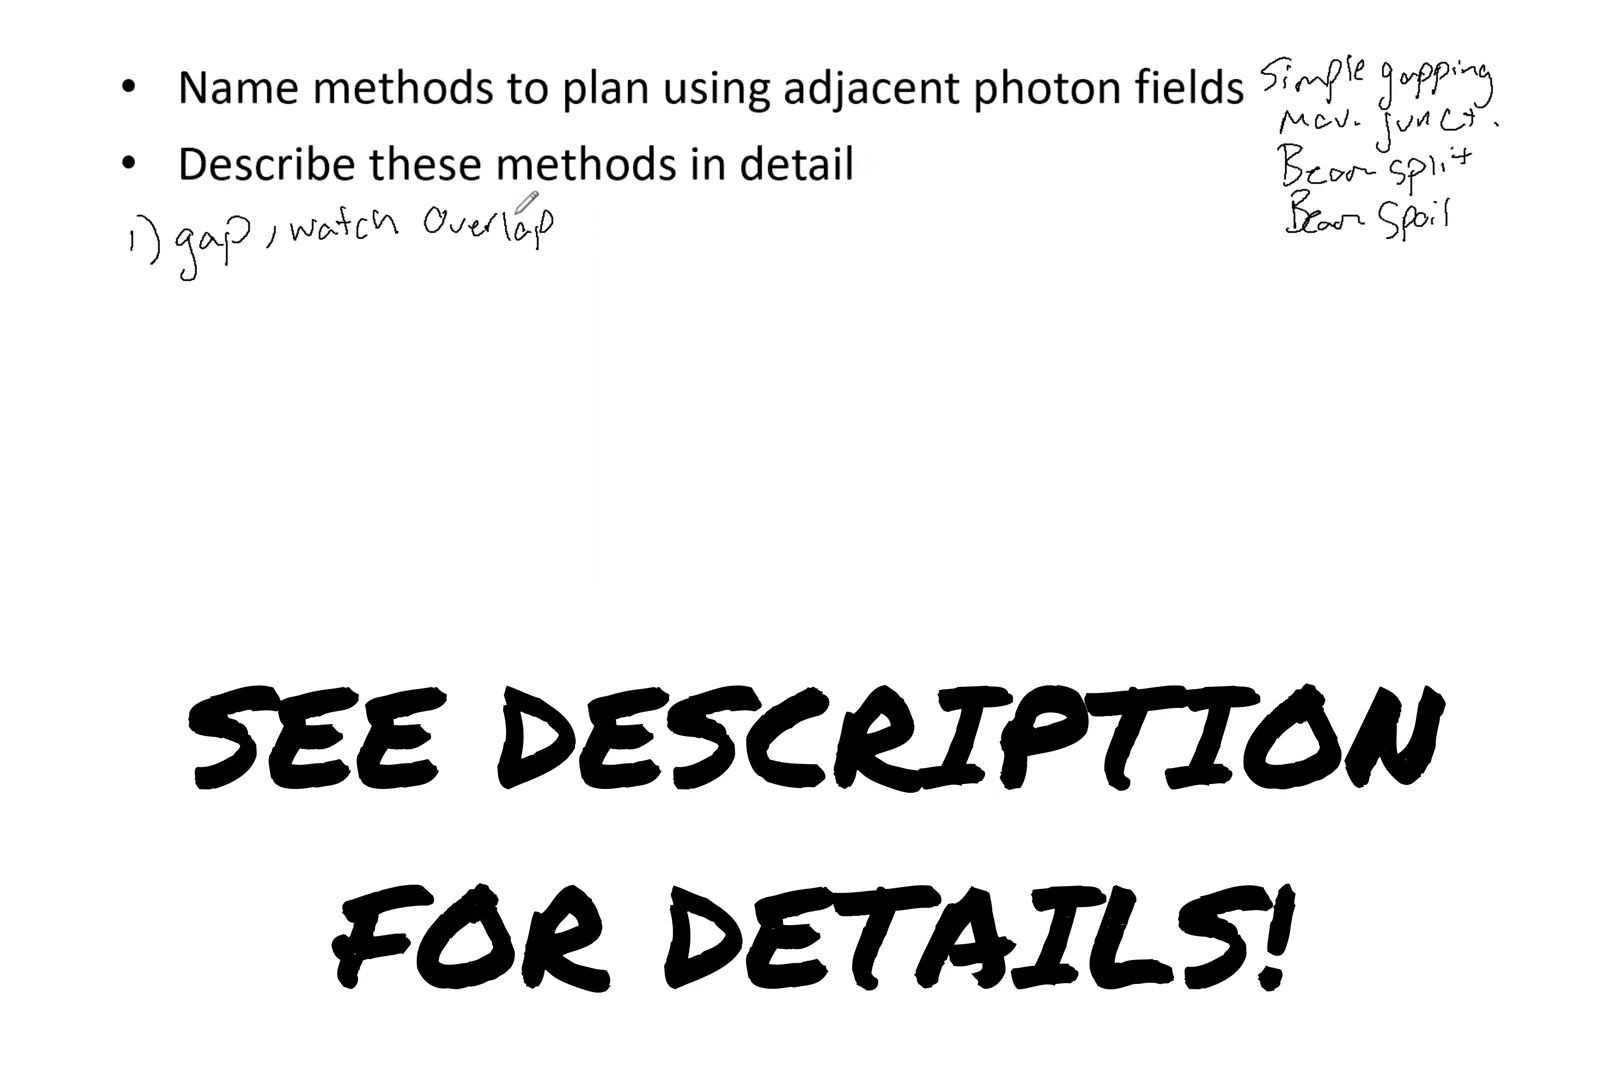 • Name methods to plan using adjacent photon fields Simple gapping
Mov. junct.
• Describe these methods in detail Beam split
Beam Spoil
1) gap, watch Overlap
SEE DESCRIPTION
FOR DETAILS!